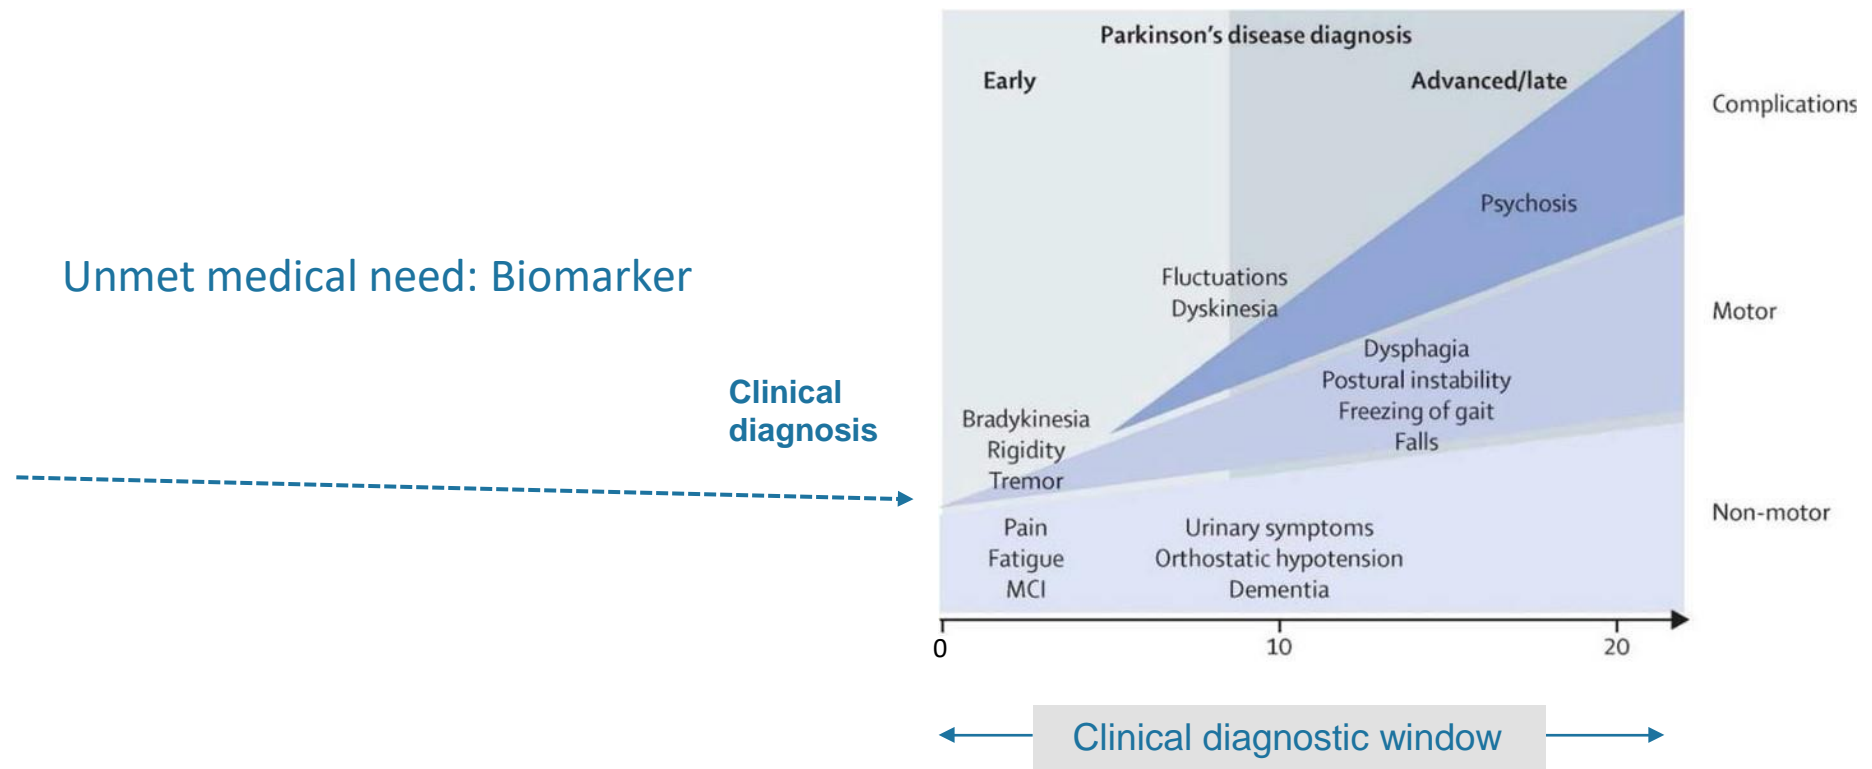 Parkinson's disease diagnosis
Early
Advanced/late
Complications
Psychosis
Unmet medical need: Biomarker
Fluctuations
Dyskinesia
Motor
Dysphagia
Postural instability
Freezing of gait
Falls
Clinical
diagnosis
Bradykinesia
Rigidity
Tremor
Non-motor
Pain
Fatigue
MCI
Urinary symptoms
Orthostatic hypotension
Dementia
0
10
20
Clinical diagnostic window